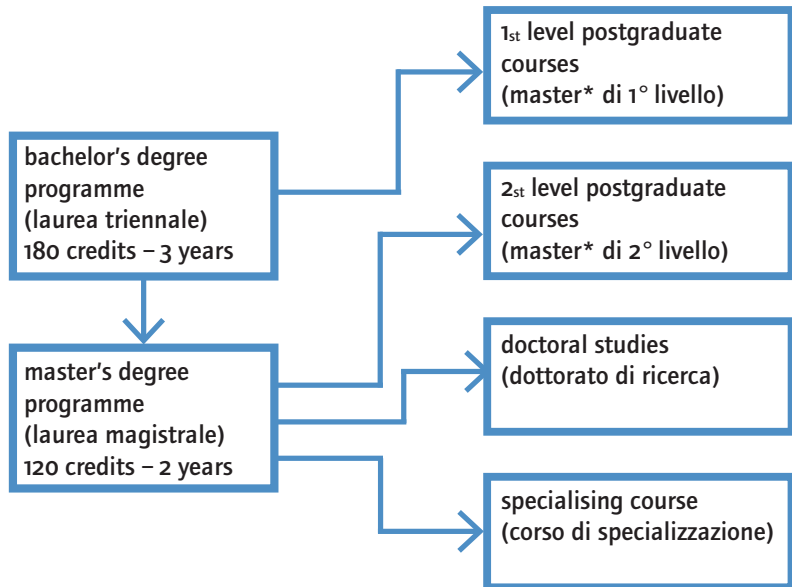 bachelor's degree
programme
(laurea triennale)
180 credits – 3 years
master's degree
programme
(laurea magistrale)
120 credits – 2 years
1st level postgraduate
courses
(master* di 1° livello)
2st level postgraduate
courses
(master* di 2° livello)
doctoral studies
(dottorato di ricerca)
specialising course
(corso di specializzazione)